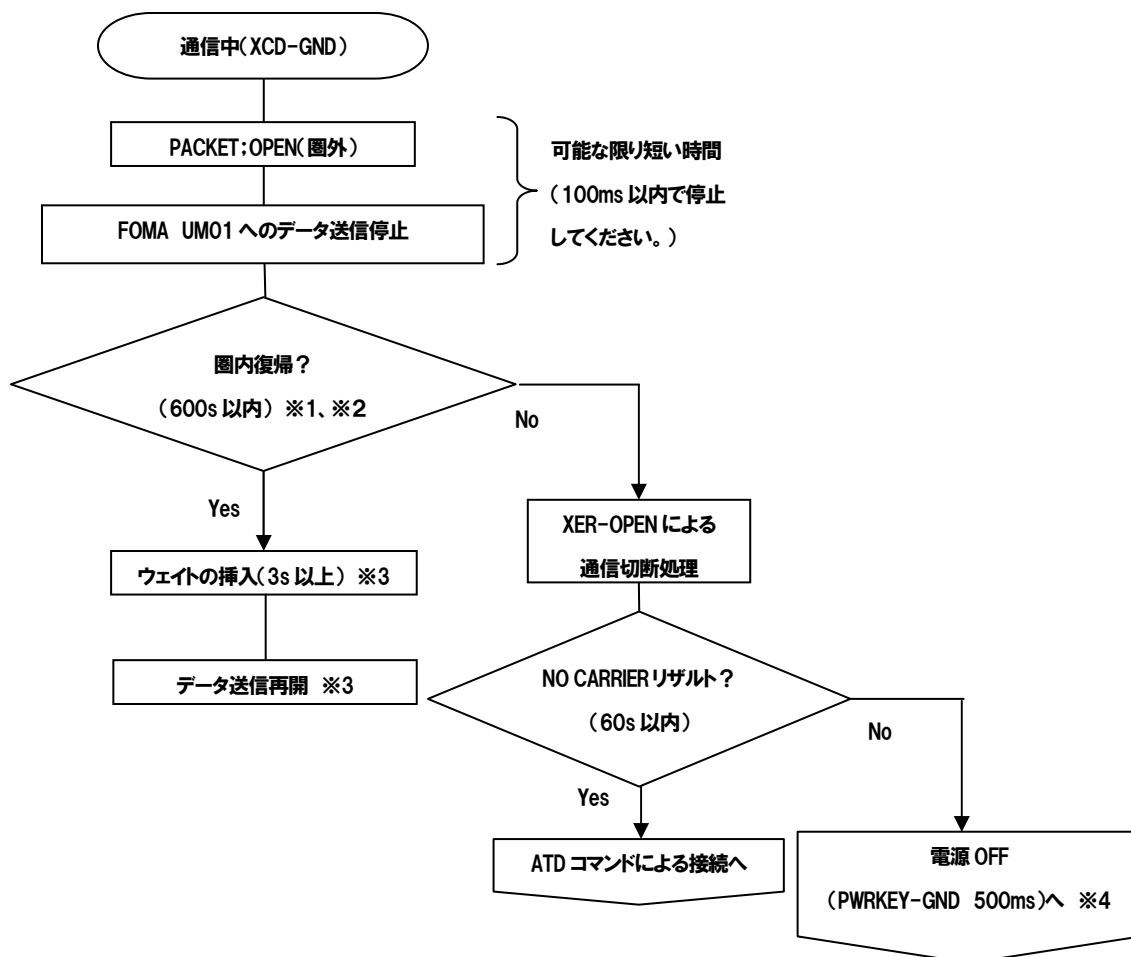 通信中(XCD-GND)
PACKET;OPEN(圏外)
FOMA UM01 へのデータ送信停止
可能な限り短い時間
(100ms 以内で停止
してください。)
圏内復帰?
(600s 以内) ※1、※2
No
Yes
XER-OPEN による
通信切断処理
ウェイトの挿入(3s 以上) ※3
データ送信再開 ※3
NO CARRIER リザルト?
(60s 以内)
No
Yes
ATD コマンドによる接続へ
電源 OFF
(PWRKEY-GND 500ms)へ ※4